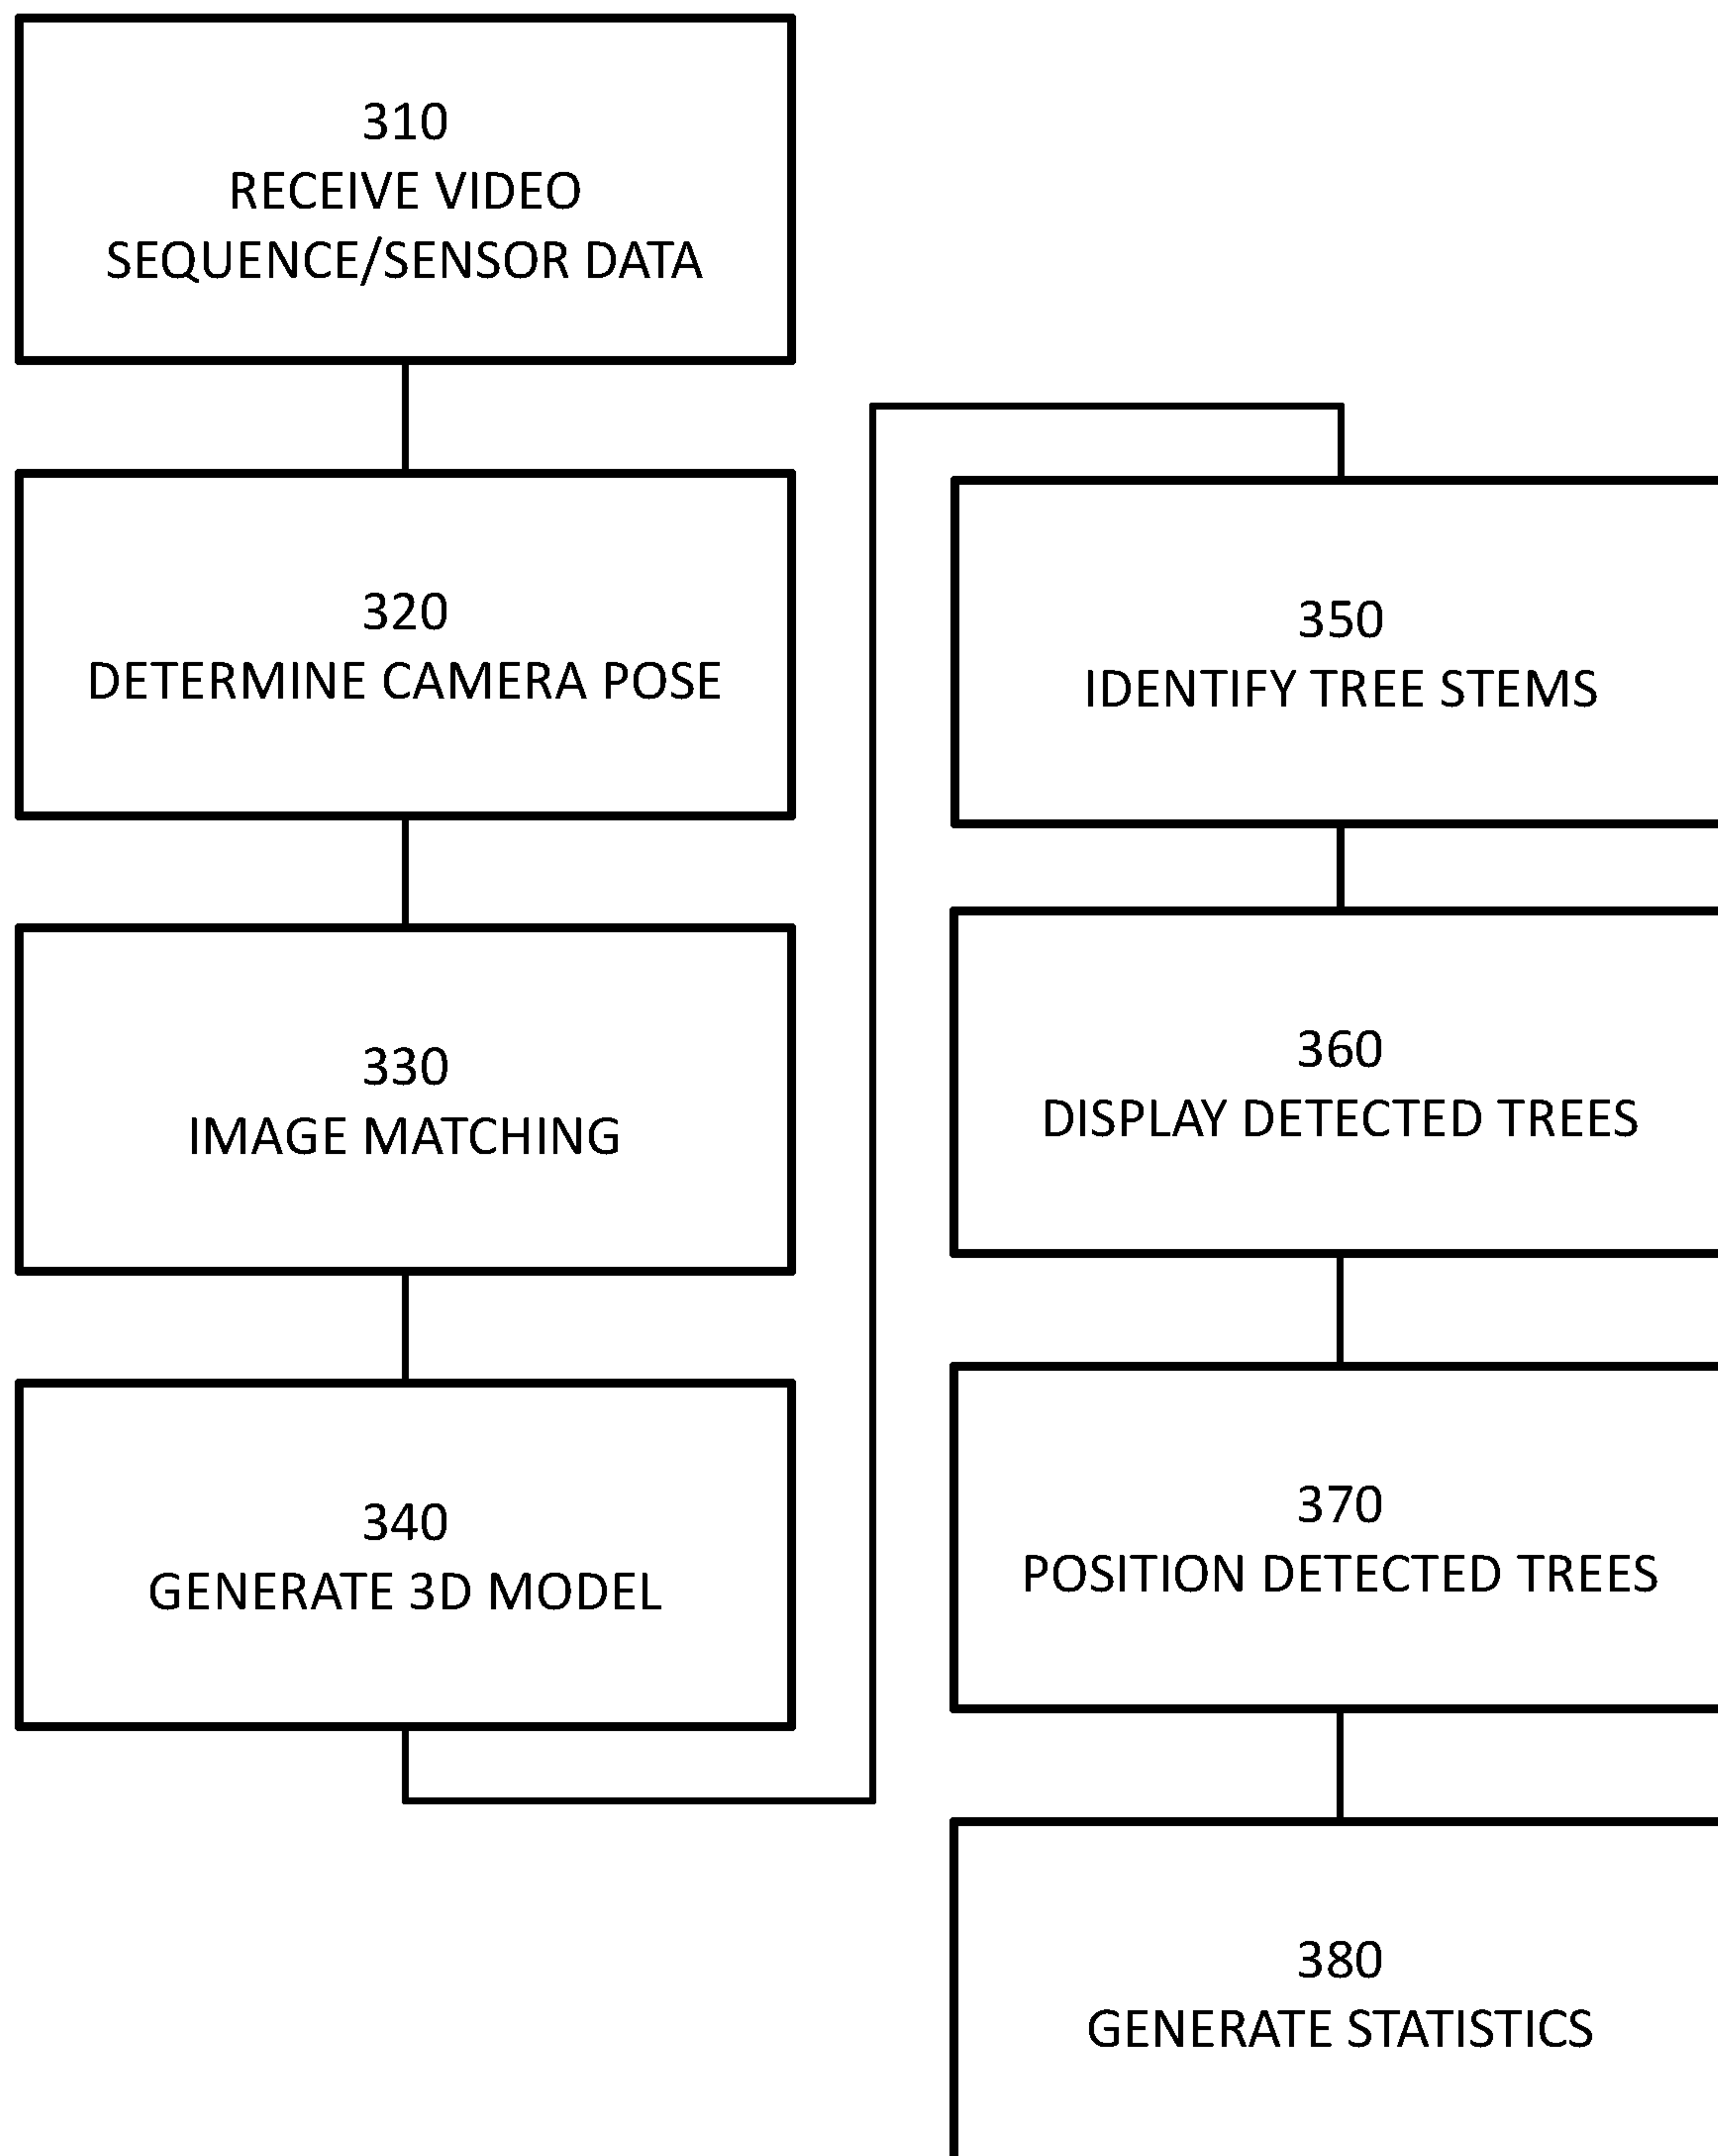 310
RECEIVE VIDEO
SEQUENCE/SENSOR DATA
320
DETERMINE CAMERA POSE
330
IMAGE MATCHING
340
GENERATE 3D MODEL
350
IDENTIFY TREE STEMS
360
DISPLAY DETECTED TREES
370
POSITION DETECTED TREES
380
GENERATE STATISTICS